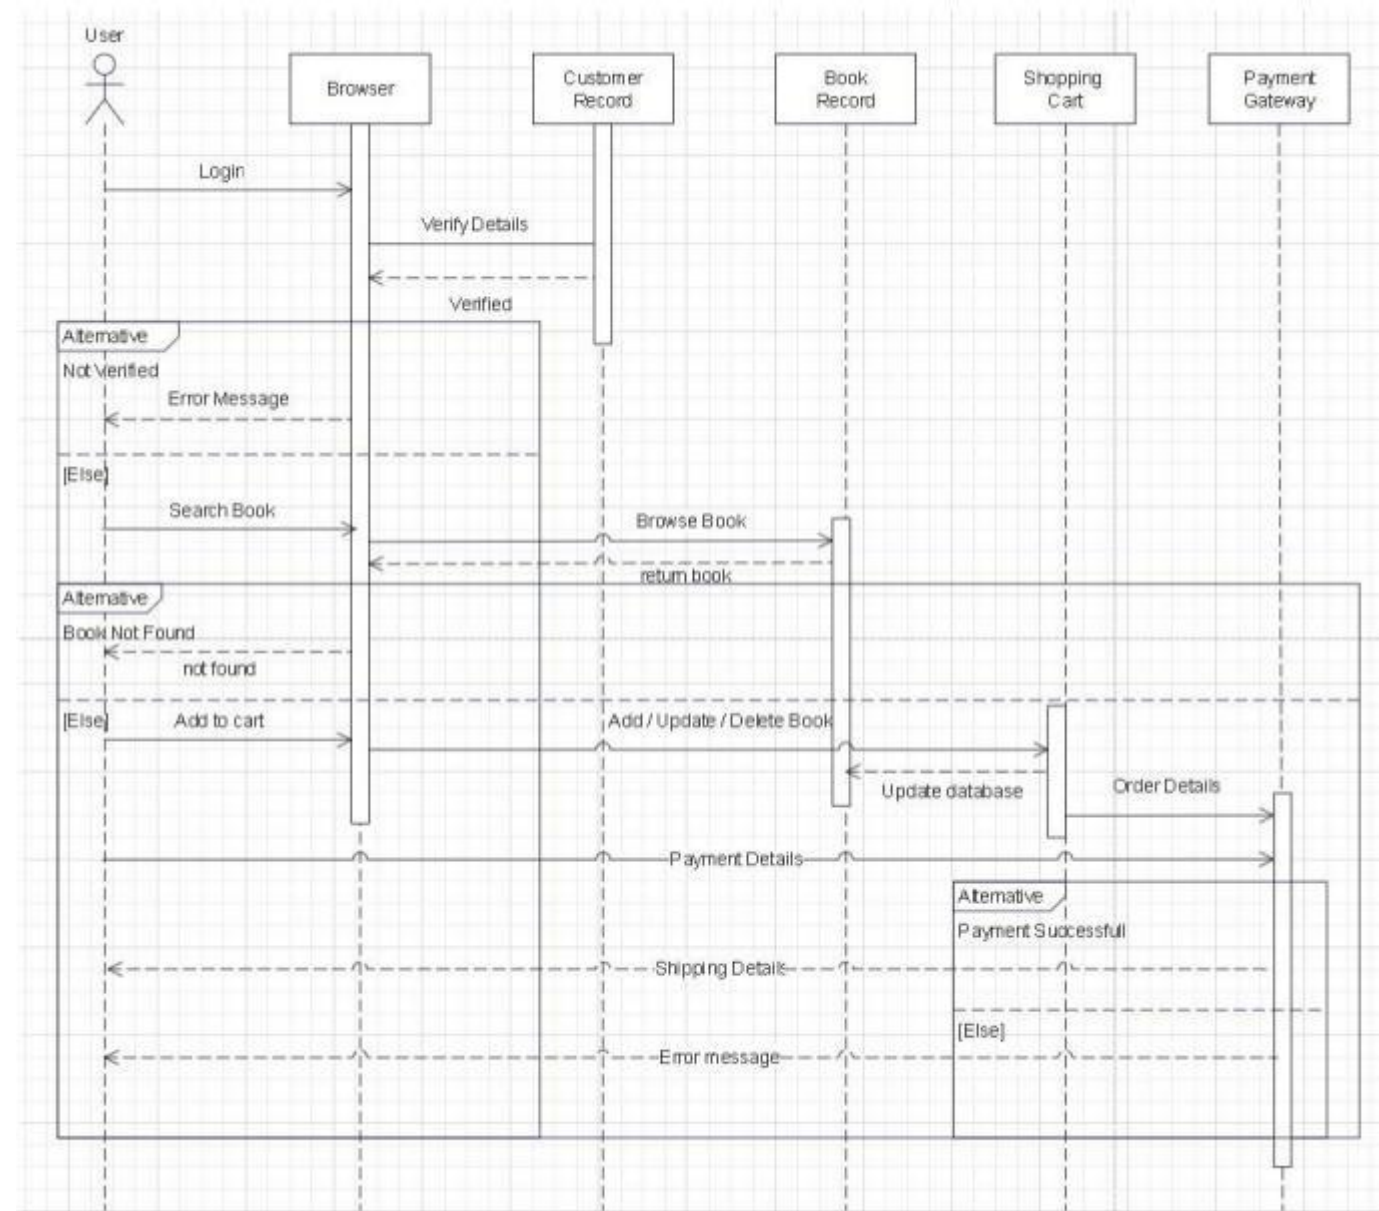 User
Browser
Customer
Record
Book
Record
Shopping
Cart
Payment
Gateway
Login
Verify Details
Verified
Alternative
Not Verified
Error Message
[Else]
Search Book
Browse Book
return book
Alternative
Book Not Found
not found
[Else]
Add to cart
Add / Update / Delete Book
Update database
Order Details
Payment Details
Alternative
Payment Successfull
Shipping Details
[Else]
Error message